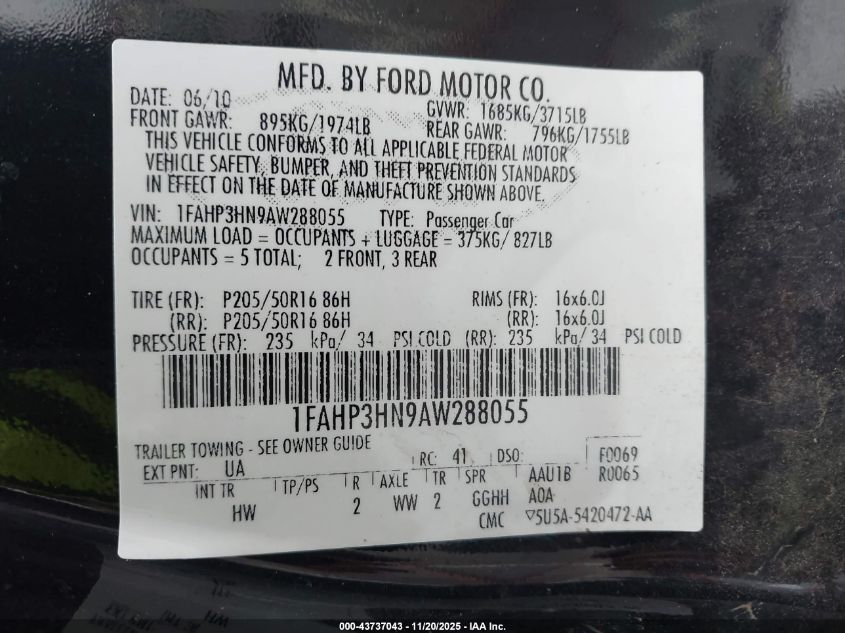 MFD. BY FORD MOTOR CO.
DATE: 06/10 GVWR: 1685KG/3715LB
FRONT GAWR: 895KG/1974LB REAR GAWR: 796KG/1755LB
THIS VEHICLE CONFORMS TO ALL APPLICABLE FEDERAL MOTOR
VEHICLE SAFETY, BUMPER, AND THEFT PREVENTION STANDARDS
IN EFFECT ON THE DATE OF MANUFACTURE SHOWN ABOVE.
VIN: 1FAHP3HN9AW288055 TYPE: Passenger Car
MAXIMUM LOAD = OCCUPANTS + LUGGAGE = 375KG/ 827LB
OCCUPANTS = 5 TOTAL; 2 FRONT, 3 REAR
TIRE (FR): P205/50R16 86H RIMS (FR): 16x6.0J
(RR): P205/50R16 86H (RR): 16x6.0J
PRESSURE (FR): 235 kPa/ 34 PSI COLD (RR): 235 kPa/ 34 PSI COLD
1FAHP3HN9AW288055
TRAILER TOWING - SEE OWNER GUIDE
EXT PNT: UA RC: 41 DSO: F0069
R0065
INT TR TP/PS R AXLE TR SPR AAU1B
HW 2 WW 2 GGHH A0A
CMC ▽5U5A-5420472-AA
000-43737043 - 11/20/2025 - IAA Inc.